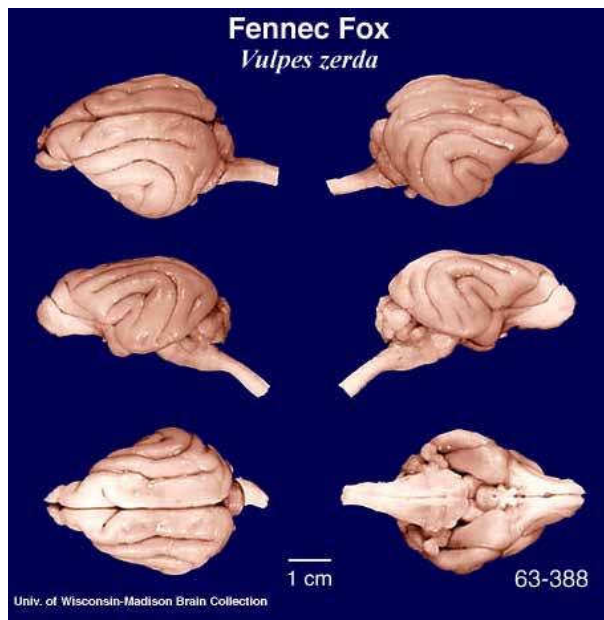 Fennec Fox
Vulpes zerda
1 cm
63-388
Univ. of Wisconsin-Madison Brain Collection